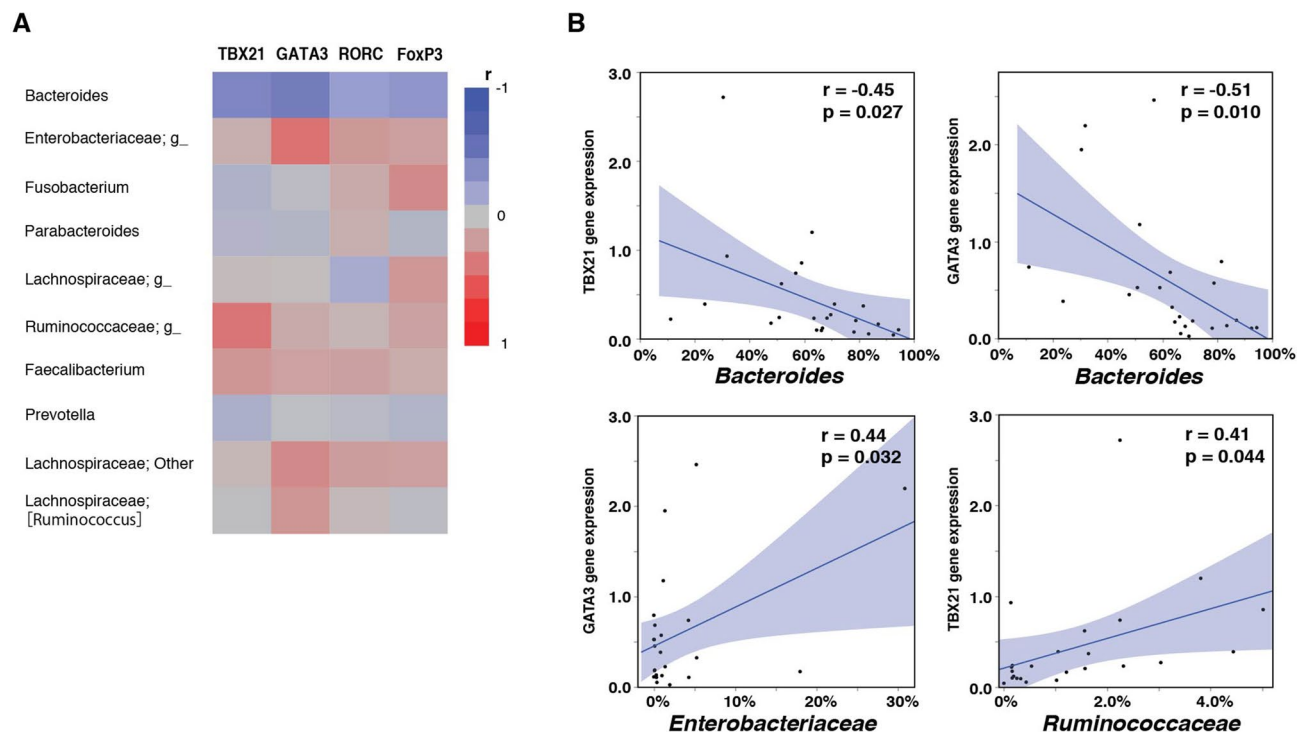 A
TBX21 GATA3 RORC FoxP3
r
-1
0
1
Bacteroides
Enterobacteriaceae; g_
Fusobacterium
Parabacteroides
Lachnospiraceae; g_
Ruminococcaceae; g_
Faecalibacterium
Prevotella
Lachnospiraceae; Other
Lachnospiraceae;
[Ruminococcus]
B
TBX21 gene expression
3.0
2.0
1.0
0.0
r = -0.45
p = 0.027
0% 20% 40% 60% 80% 100%
Bacteroides
GATA3 gene expression
2.0
1.0
0.0
r = -0.51
p = 0.010
0% 20% 40% 60% 80% 100%
Bacteroides
GATA3 gene expression
3.0
2.0
1.0
0.0
r = 0.44
p = 0.032
0% 10% 20% 30%
Enterobacteriaceae
TBX21 gene expression
3.0
2.0
1.0
0.0
r = 0.41
p = 0.044
0% 2.0% 4.0%
Ruminococcaceae